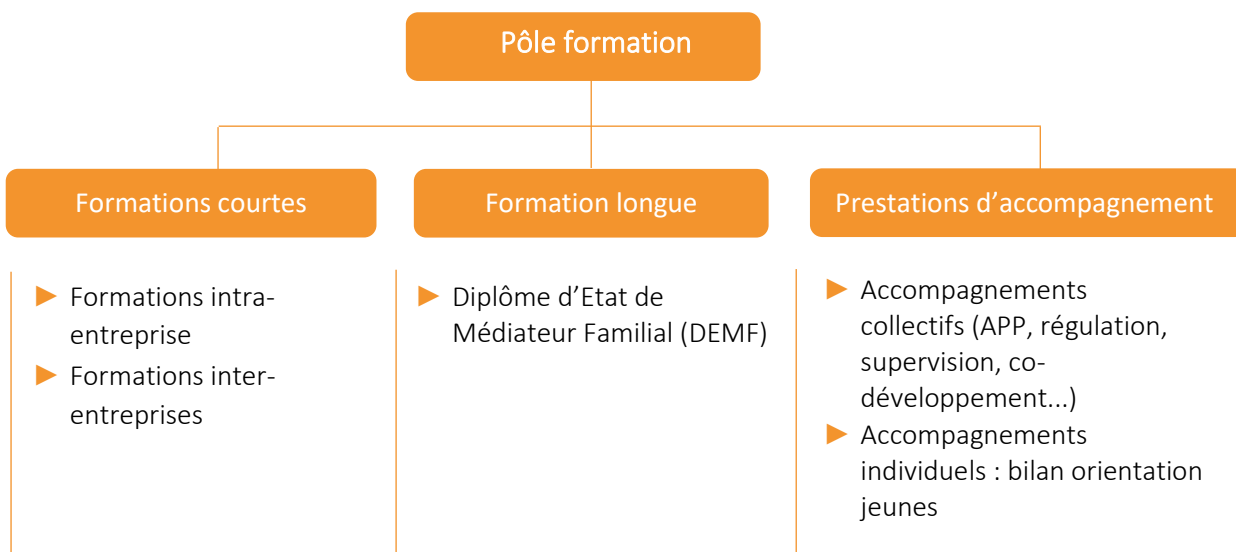 Pôle formation
Formations courtes
Formation longue
Prestations d’accompagnement
► Formations intra-
entreprise
► Formations inter-
entreprises
► Diplôme d’Etat de
Médiateur Familial (DEMF)
► Accompagnements
collectifs (APP, régulation,
supervision, co-
développement...)
► Accompagnements
individuels : bilan orientation
jeunes